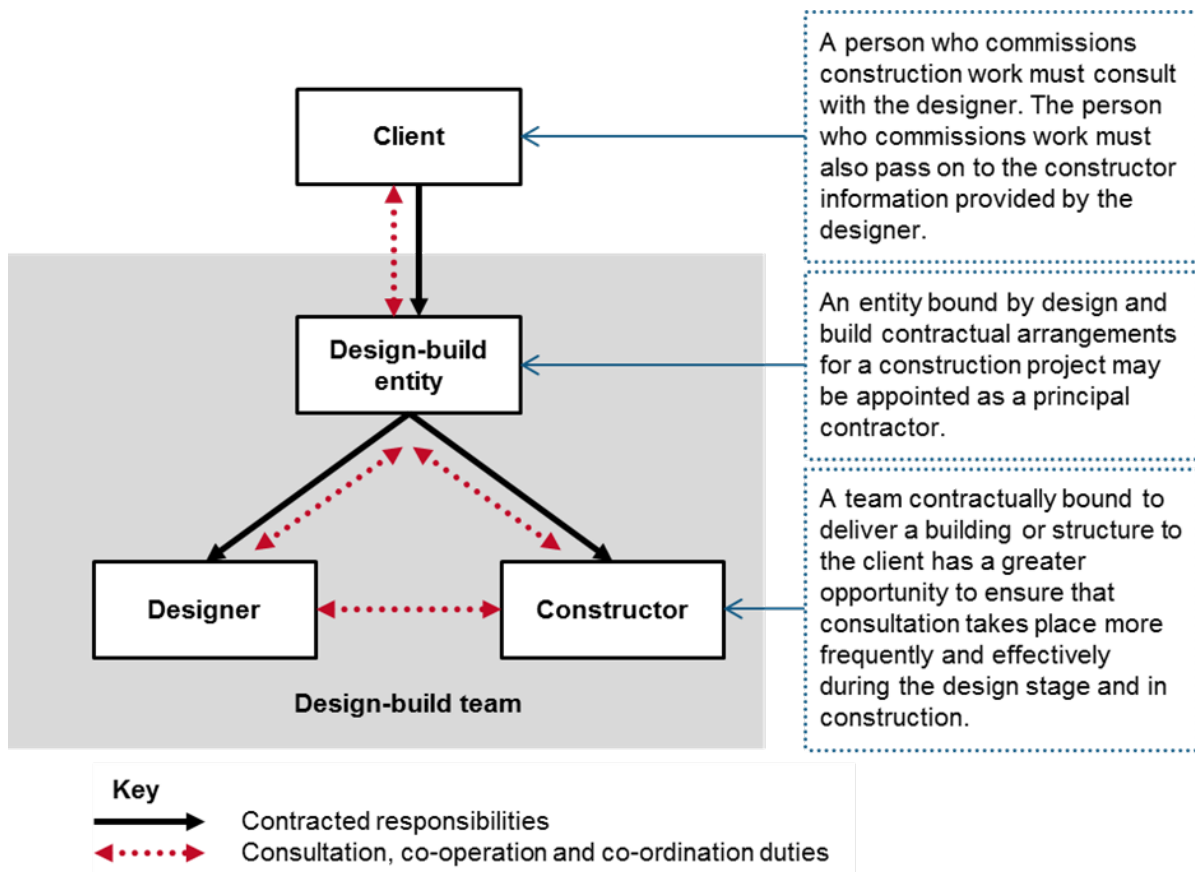 Client
Design-build
entity
Designer
Constructor
Design-build team
A person who commissions
construction work must consult
with the designer. The person
who commissions work must
also pass on to the constructor
information provided by the
designer.
An entity bound by design and
build contractual arrangements
for a construction project may
be appointed as a principal
contractor.
A team contractually bound to
deliver a building or structure to
the client has a greater
opportunity to ensure that
consultation takes place more
frequently and effectively
during the design stage and in
construction.
Key
Contracted responsibilities
Consultation, co-operation and co-ordination duties